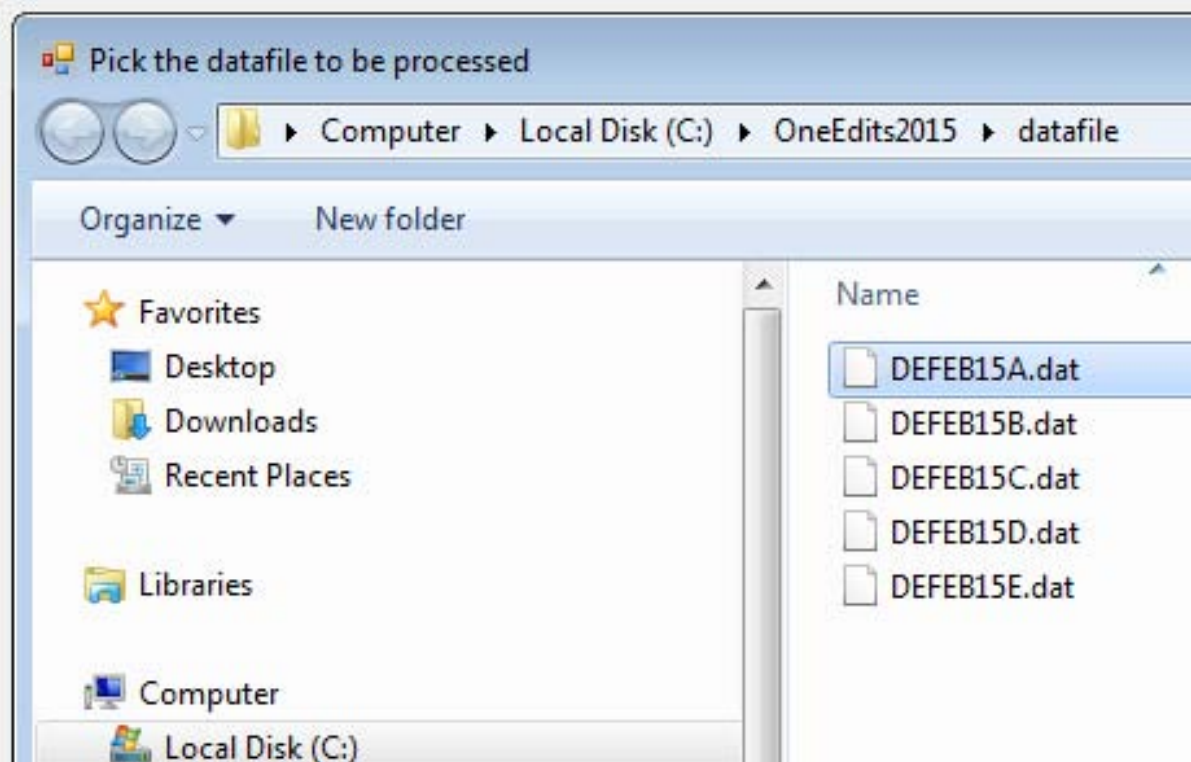 Pick the datafile to be processed
Computer Local Disk (C:) OneEdits2015 datafile
Organize New folder
Favorites
Desktop
Downloads
Recent Places
Libraries
Computer
Local Disk (C:)
Name
DEFEB15A.dat
DEFEB15B.dat
DEFEB15C.dat
DEFEB15D.dat
DEFEB15E.dat